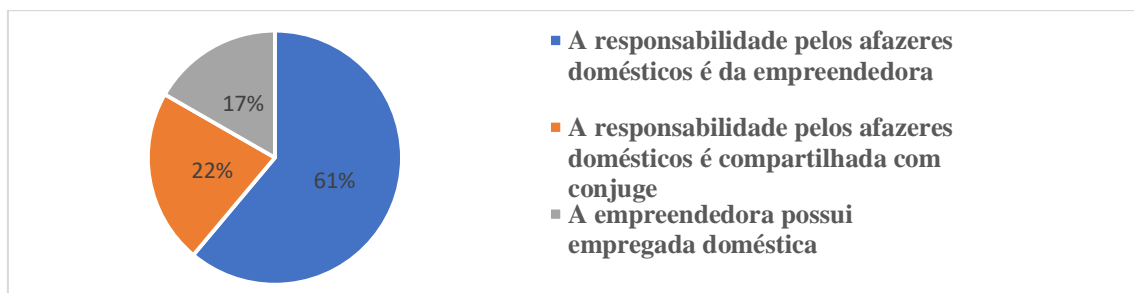 17%
22%
61%
A responsabilidade pelos afazeres
domésticos é da empreendedora
A responsabilidade pelos afazeres
domésticos é compartilhada com
conjuge
A empreendedora possui
empregada doméstica